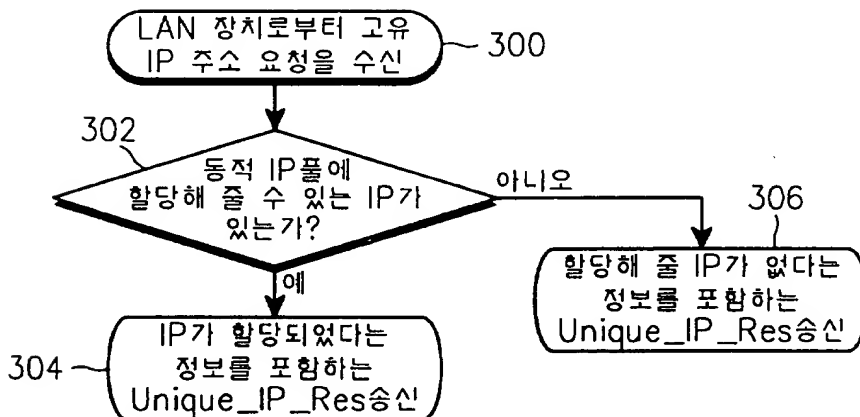 LAN 장치로부터 고유
IP 주소 요청을 수신
300
302
동적 IP풀에
할당해 줄 수 있는 IP가
있는가?
아니오
306
예
할당해 줄 IP가 없다는
정보를 포함하는
Unique_IP_Res송신
IP가 할당되었다는
정보를 포함하는
Unique_IP_Res송신
304